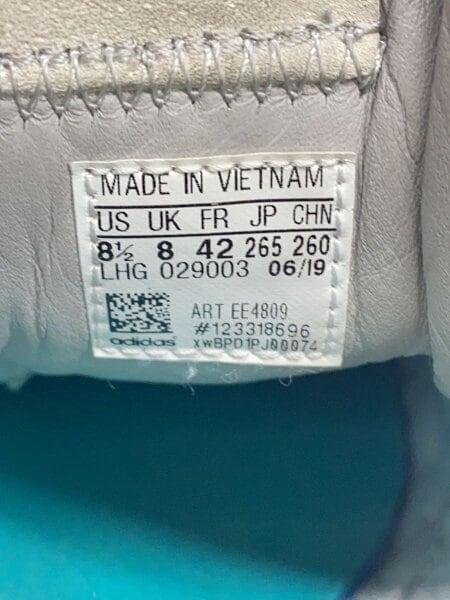 MADE IN VIETNAM
US UK FR JP CHN
8½ 8 42 265 260
LHG 029003 06/19
ART EE4809
#123318696
adidas xwBPD1PJ00074